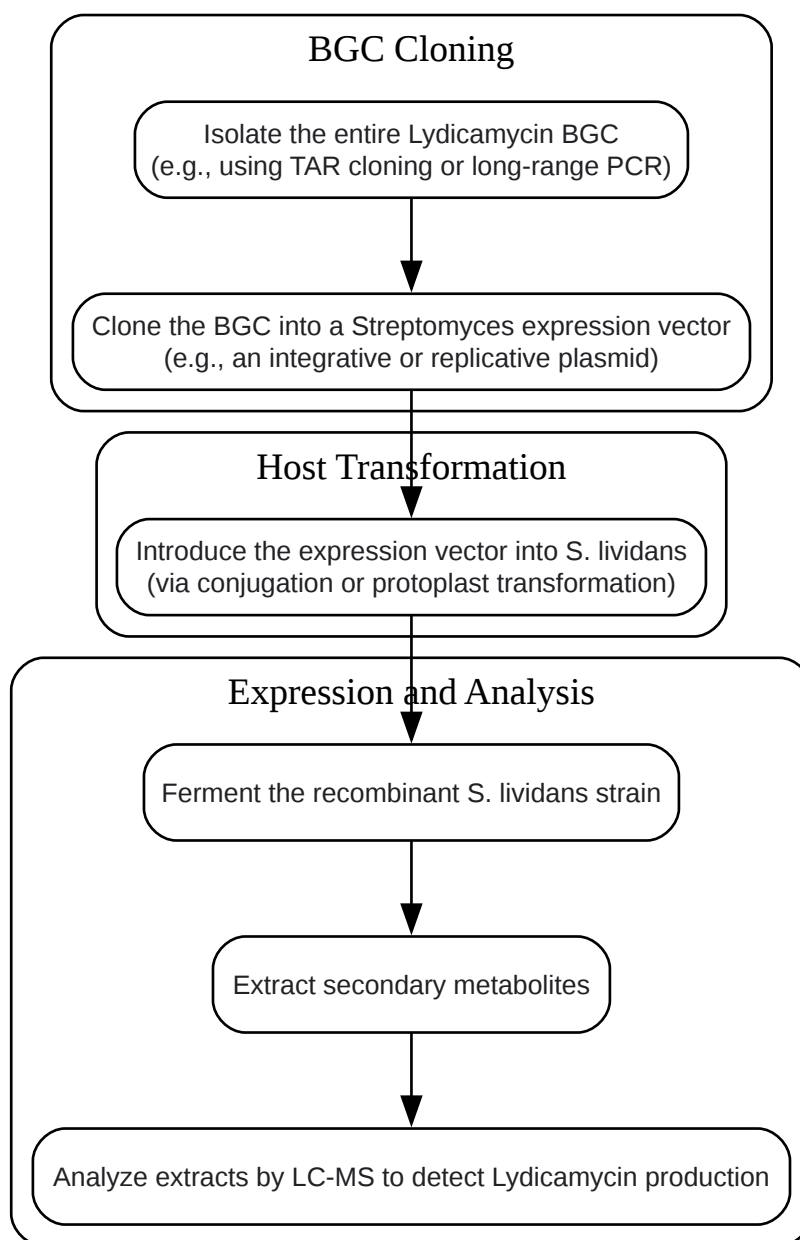 BGC Cloning
Isolate the entire Lydicamycin BGC
(e.g., using TAR cloning or long-range PCR)
Clone the BGC into a Streptomyces expression vector
(e.g., an integrative or replicative plasmid)
Host Transformation
Introduce the expression vector into S. lividans
(via conjugation or protoplast transformation)
Expression and Analysis
Ferment the recombinant S. lividans strain
Extract secondary metabolites
Analyze extracts by LC-MS to detect Lydicamycin production